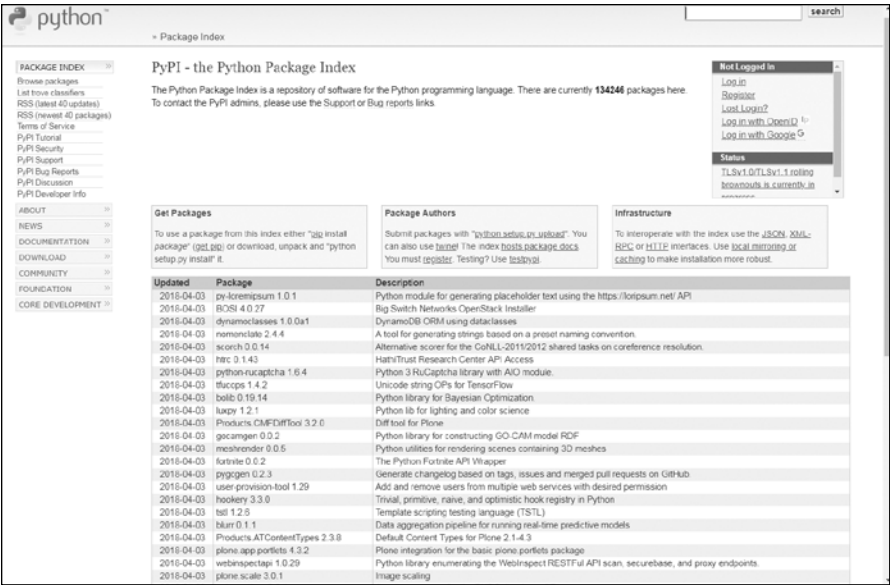 python™
search
» Package Index
PACKAGE INDEX »
Browse packages
List trove classifiers
RSS (latest 40 updates)
RSS (newest 40 packages)
Terms of Service
PyPI Tutorial
PyPI Security
PyPI Support
PyPI Bug Reports
PyPI Discussion
PyPI Developer Info
ABOUT »
NEWS »
DOCUMENTATION »
DOWNLOAD »
COMMUNITY »
FOUNDATION »
CORE DEVELOPMENT »
PyPI - the Python Package Index
The Python Package Index is a repository of software for the Python programming language. There are currently 134246 packages here.
To contact the PyPI admins, please use the Support or Bug reports links.
Not Logged In
Log in
Register
Lost Login?
Log in with OpenID
Log in with Google G
Status
TLSv1.0/TLSv1.1 rolling
brownouts is currently in
Get Packages
To use a package from this index either "pip install
package" (get pip) or download, unpack and "python
setup.py install" it.
Package Authors
Submit packages with "python setup.py upload". You
can also use twine! The index hosts package docs.
You must register. Testing? Use testpypi.
Infrastructure
To interoperate with the index use the JSON, XML-
RPC or HTTP interfaces. Use local mirroring or
caching to make installation more robust.
Updated Package Description
2018-04-03 py-loremipsum 1.0.1 Python module for generating placeholder text using the https://loripsum.net/ API
2018-04-03 BOSI 4.0.27 Big Switch Networks OpenStack Installer
2018-04-03 dynamoclasses 1.0.0a1 DynamoDB ORM using dataclasses
2018-04-03 nomenclate 2.4.4 A tool for generating strings based on a preset naming convention.
2018-04-03 scorch 0.0.14 Alternative scorer for the CoNLL-2011/2012 shared tasks on coreference resolution.
2018-04-03 htrc 0.1.43 HathiTrust Research Center API Access
2018-04-03 python-rucaptcha 1.6.4 Python 3 RuCaptcha library with AIO module.
2018-04-03 tfuccps 1.4.2 Unicode string OPs for TensorFlow
2018-04-03 bolib 0.19.14 Python library for Bayesian Optimization.
2018-04-03 luxpy 1.2.1 Python lib for lighting and color science
2018-04-03 Products.CMFDiffTool 3.2.0 Diff tool for Plone
2018-04-03 gocamgen 0.0.2 Python library for constructing GO-CAM model RDF
2018-04-03 meshrender 0.0.5 Python utilities for rendering scenes containing 3D meshes
2018-04-03 fortnite 0.0.2 The Python Fortnite API Wrapper
2018-04-03 pygcgen 0.2.3 Generate changelog based on tags, issues and merged pull requests on GitHub.
2018-04-03 user-provision-tool 1.29 Add and remove users from multiple web services with desired permission
2018-04-03 hookery 3.3.0 Trivial, primitive, naive, and optimistic hook registry in Python
2018-04-03 tstl 1.2.6 Template scripting testing language (TSTL)
2018-04-03 blurr 0.1.1 Data aggregation pipeline for running real-time predictive models
2018-04-03 Products.ATContentTypes 2.3.8 Default Content Types for Plone 2.1-4.3
2018-04-03 plone.app.portlets 4.3.2 Plone integration for the basic plone.portlets package
2018-04-03 webinspectapi 1.0.29 Python library enumerating the WebInspect RESTFul API scan, securebase, and proxy endpoints.
2018-04-03 plone.scale 3.0.1 Image scaling